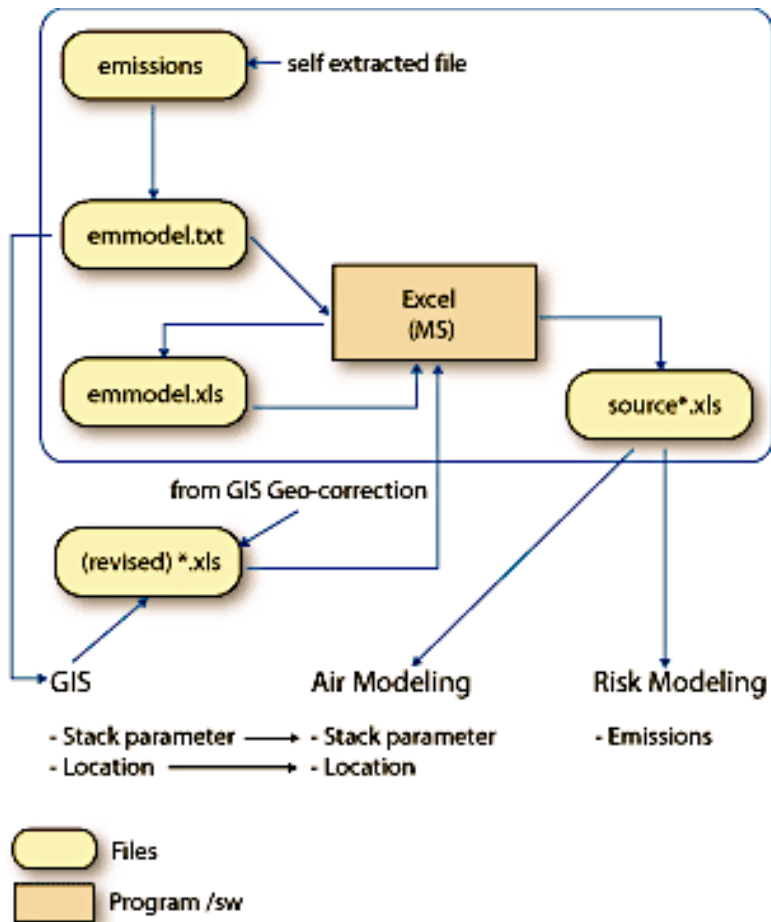 emissions
self extracted file
emmodel.txt
Excel
(MS)
emmodel.xls
source*.xls
from GIS Geo-correction
(revised) *.xls
GIS
Air Modeling
Risk Modeling
- Stack parameter
- Stack parameter
- Emissions
- Location
- Location
Files
Program /sw